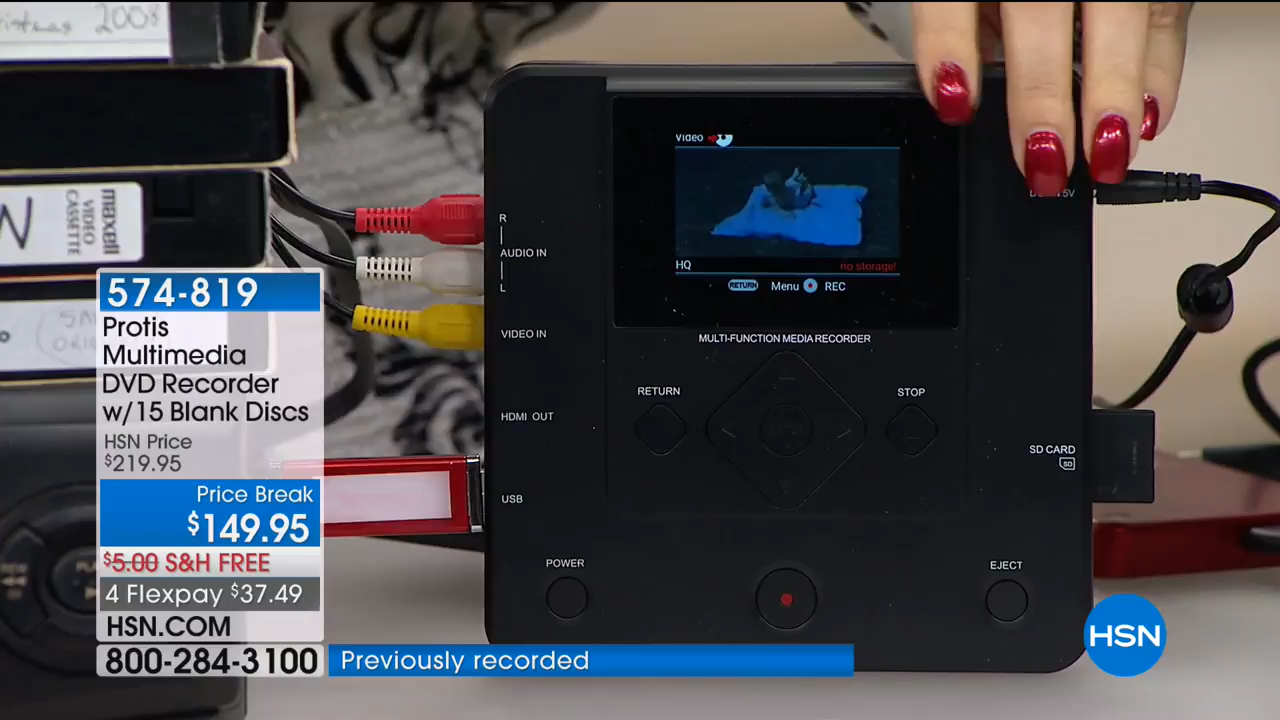 2008
maxell
VIDEO
CASSETTE
N
574-819
Protis
Multimedia
DVD Recorder
w/15 Blank Discs
HSN Price
$219.95
Price Break
$149.95
$5.00 S&H FREE
4 Flexpay $37.49
HSN.COM
800-284-3100
Previously recorded
HSN
Video
HQ
no storage!
RETURN Menu REC
MULTI-FUNCTION MEDIA RECORDER
R
AUDIO IN
L
VIDEO IN
HDMI OUT
USB
RETURN
STOP
5V
SD CARD
SD
POWER
EJECT